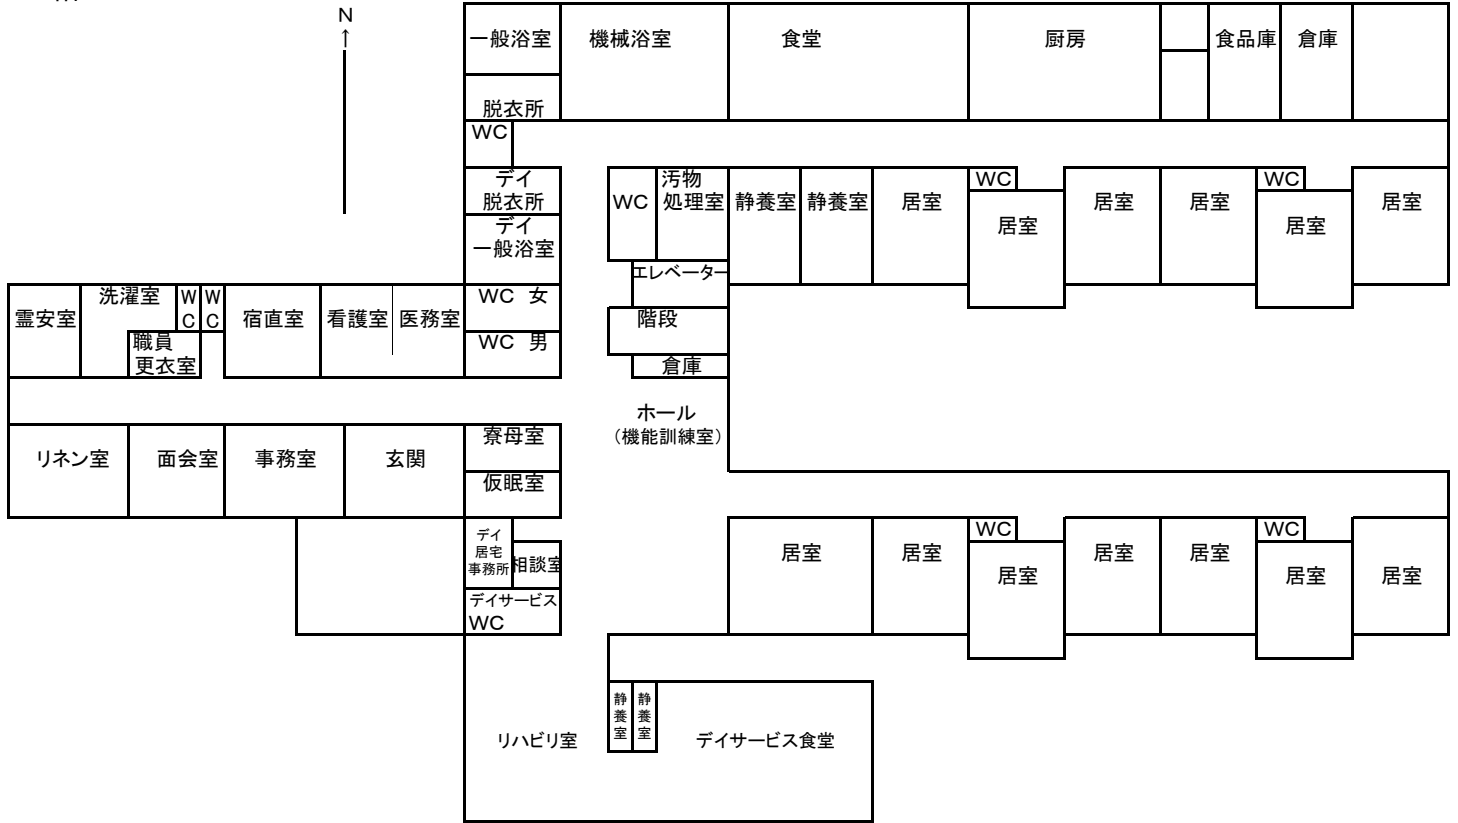 N
↑
一般浴室
機械浴室
食堂
厨房
食品庫
倉庫
脱衣所
WC
デイ
脱衣所
デイ
一般浴室
WC
汚物
処理室
静養室
静養室
居室
WC
居室
居室
居室
WC
居室
居室
エレベーター
階段
倉庫
ホール
（機能訓練室）
霊安室
洗濯室
W
C
W
C
職員
更衣室
宿直室
看護室
医務室
WC 女
WC 男
リネン室
面会室
事務室
玄関
寮母室
仮眠室
デイ
居宅
事務所
相談室
デイサービス
WC
居室
居室
WC
居室
居室
居室
WC
居室
居室
静
養
室
静
養
室
リハビリ室
デイサービス食堂